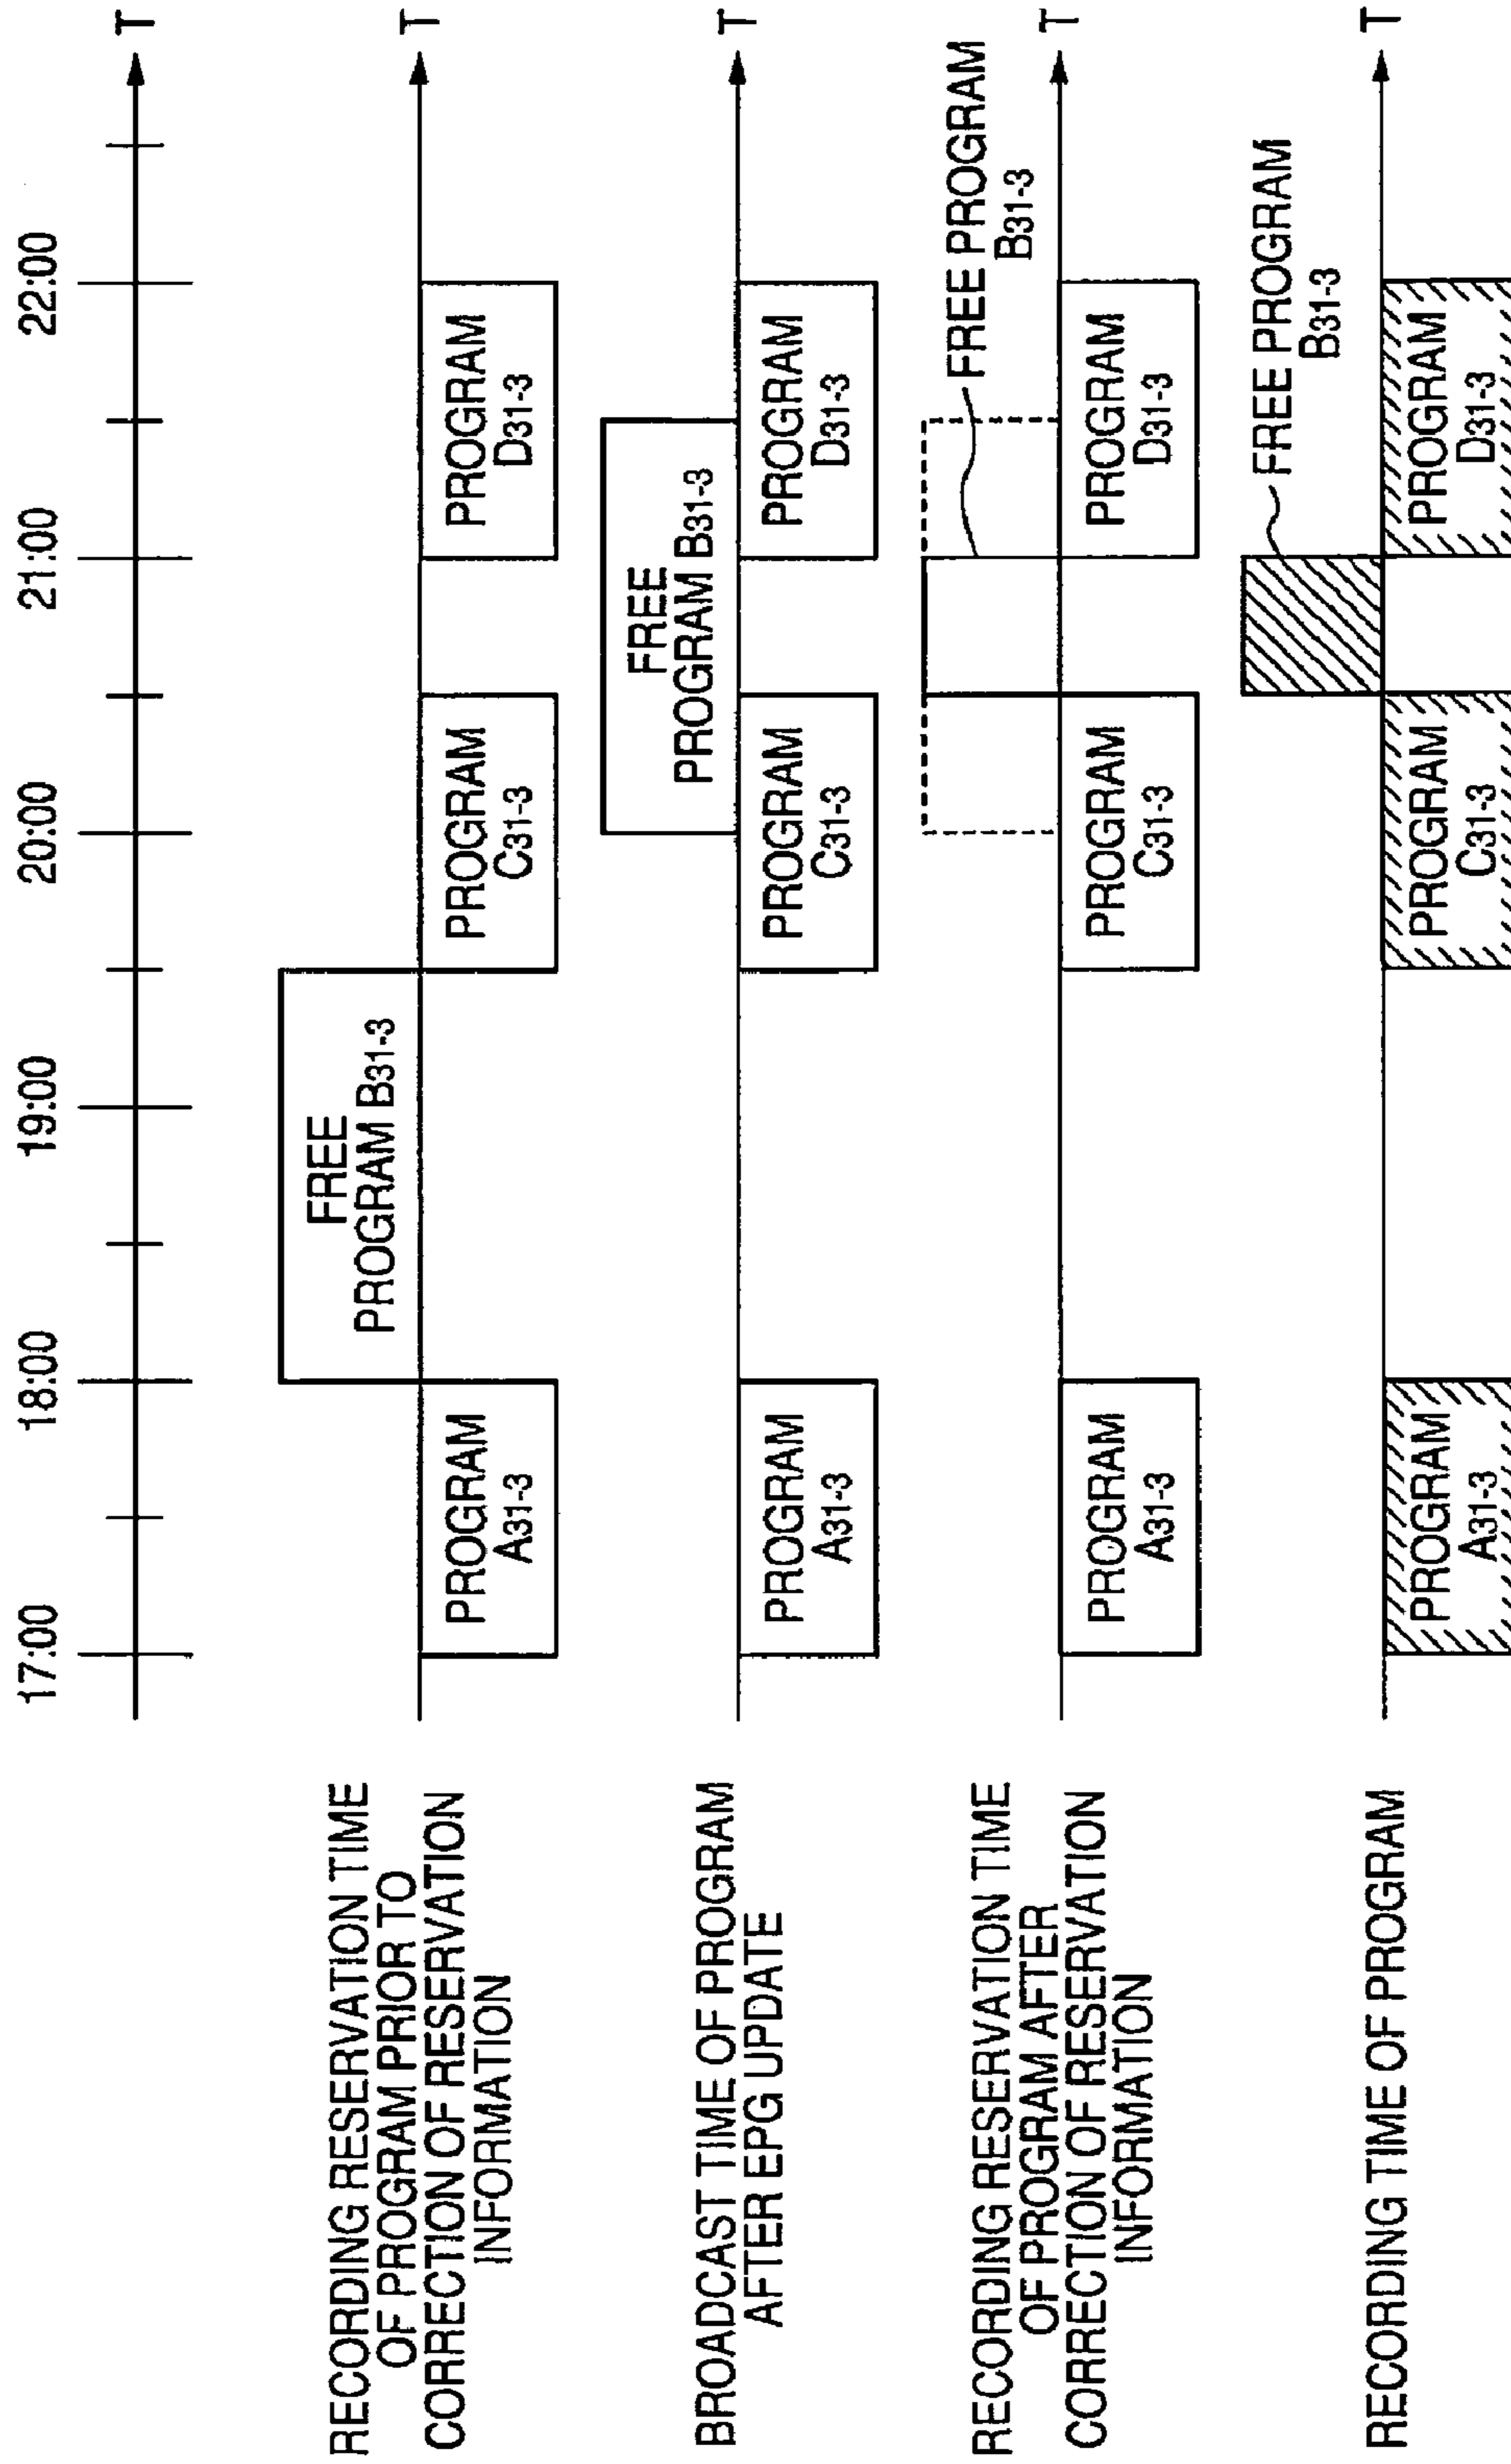 17:00
18:00
19:00
20:00
21:00
22:00
T
RECORDING RESERVATION TIME
OF PROGRAM PRIOR TO
CORRECTION OF RESERVATION
INFORMATION
PROGRAM
A31-3
FREE
PROGRAM B31-3
PROGRAM
C31-3
PROGRAM
D31-3
T
BROADCAST TIME OF PROGRAM
AFTER EPG UPDATE
PROGRAM
A31-3
FREE
PROGRAM B31-3
PROGRAM
C31-3
PROGRAM
D31-3
T
RECORDING RESERVATION TIME
OF PROGRAM AFTER
CORRECTION OF RESERVATION
INFORMATION
PROGRAM
A31-3
PROGRAM
C31-3
FREE PROGRAM
B31-3
PROGRAM
D31-3
T
RECORDING TIME OF PROGRAM
PROGRAM
A31-3
PROGRAM
C31-3
FREE PROGRAM
B31-3
PROGRAM
D31-3
T